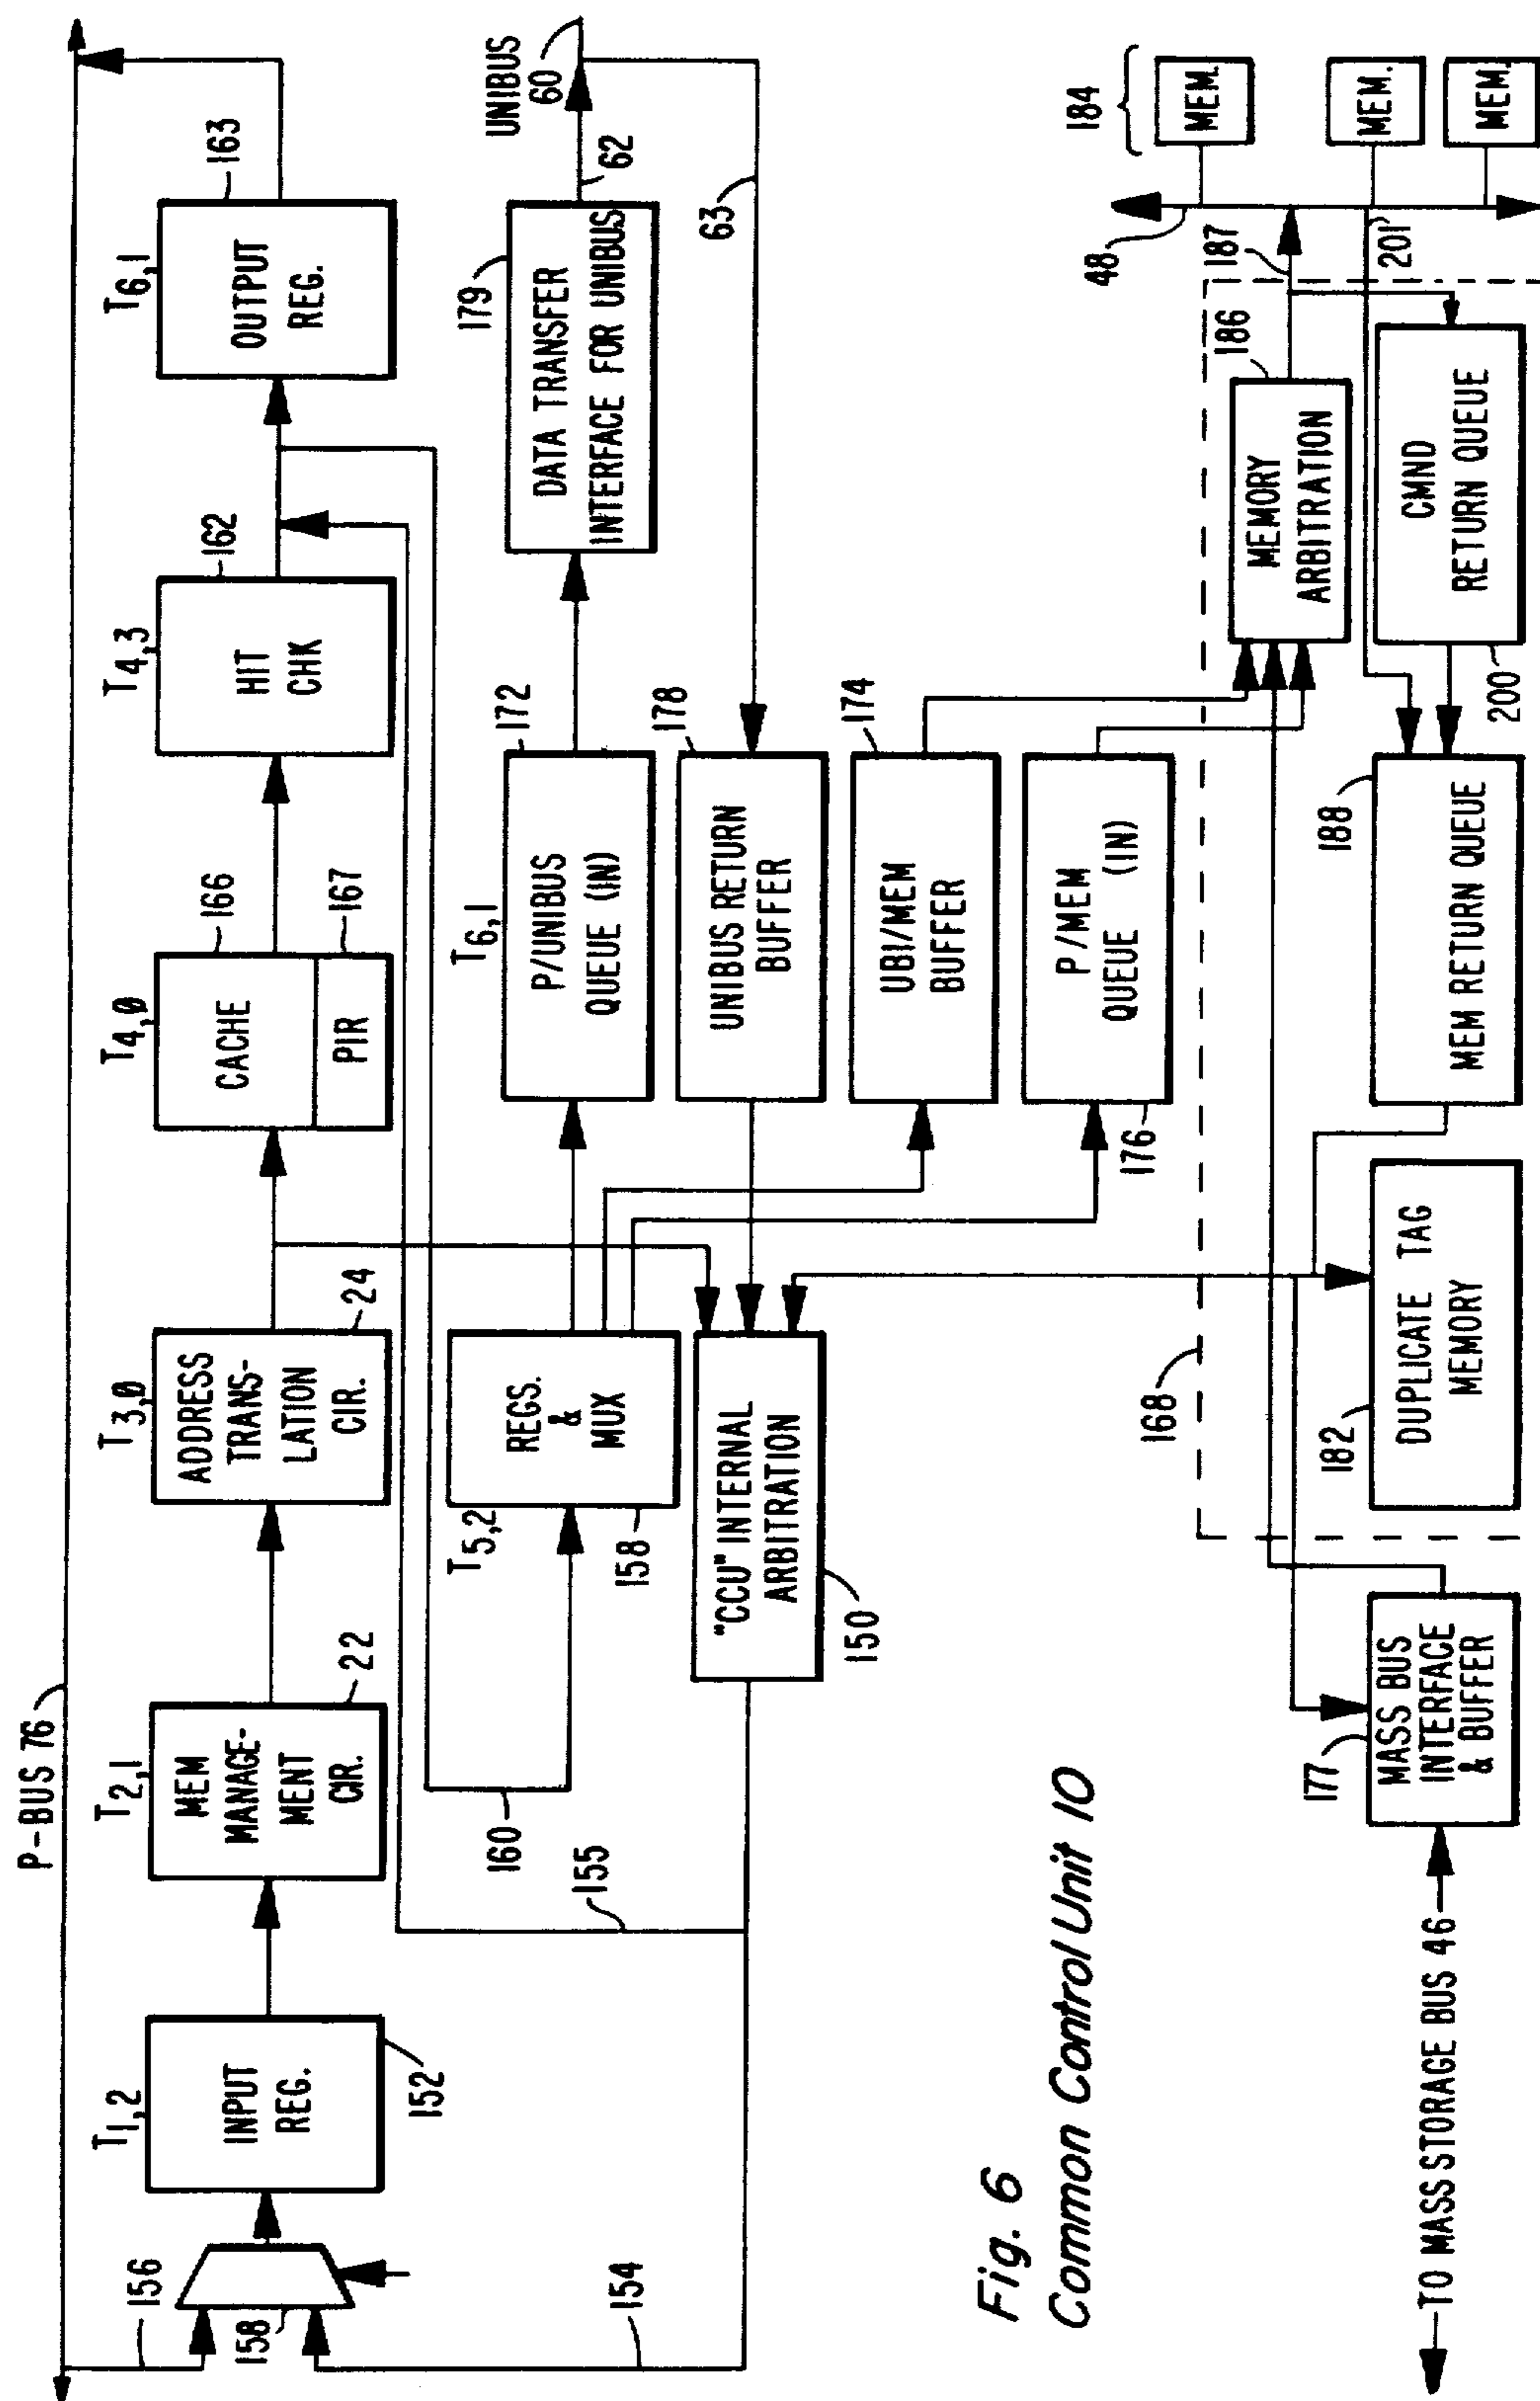 P-BUS 76
156
158
154
T1,2
INPUT
REG.
152
T2,1
MEM
MANAGE-
MENT
CIR.
22
T3,0
ADDRESS
TRANS-
LATION
CIR.
24
T4,0
CACHE
166
PIR
167
T4,3
HIT
CHK
162
T6,1
OUTPUT
REG.
163
160
155
T5,2
REGS.
&
MUX
158
"CCU" INTERNAL
ARBITRATION
150
T6,1
P/UNIBUS
QUEUE (IN)
172
UNIBUS RETURN
BUFFER
178
UBI/MEM
BUFFER
174
P/MEM
QUEUE (IN)
176
179
DATA TRANSFER
INTERFACE FOR UNIBUS
62
UNIBUS
60
63
Fig. 6
Common Control Unit 10
168
MEMORY
ARBITRATION
186
187
48
184
MEM.
MEM.
MEM.
201
CMND
RETURN QUEUE
200
188
MEM RETURN QUEUE
182
DUPLICATE TAG
MEMORY
177
MASS BUS
INTERFACE
& BUFFER
TO MASS STORAGE BUS 46